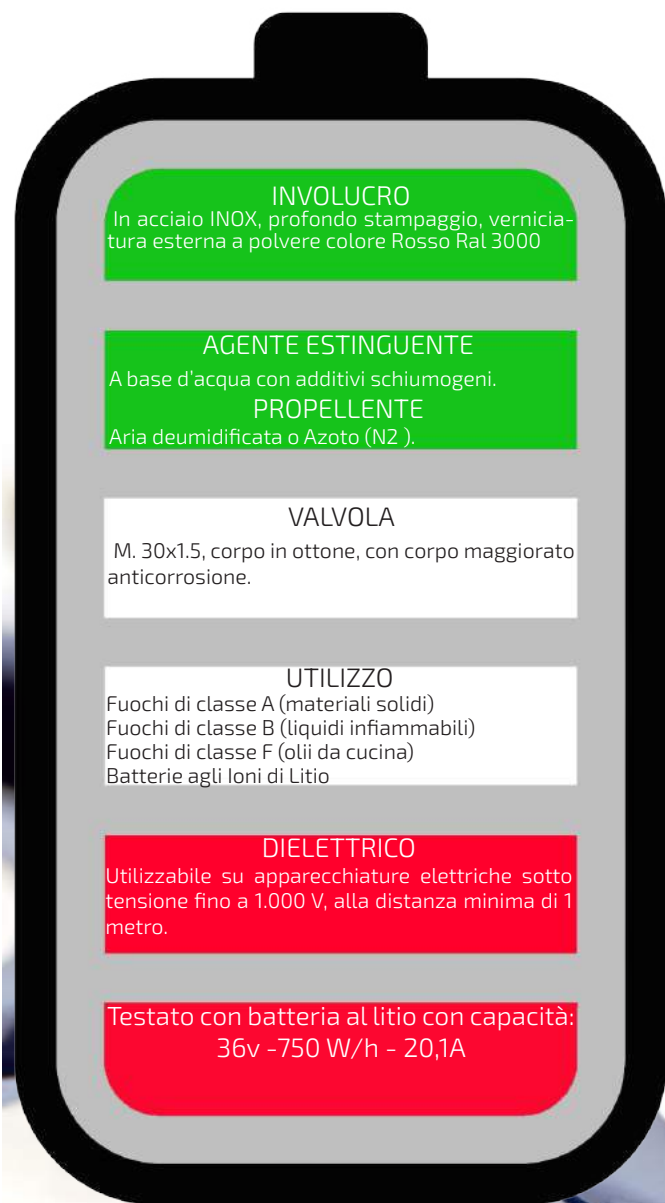 INVOLUCRO
In acciaio INOX, profondo stampaggio, vernicia-
tura esterna a polvere colore Rosso Ral 3000
AGENTE ESTINGUENTE
A base d'acqua con additivi schiumogeni.
PROPELLENTE
Aria deumidificata o Azoto (N2 ).
VALVOLA
M. 30x1.5, corpo in ottone, con corpo maggiorato
anticorrosione.
UTILIZZO
Fuochi di classe A (materiali solidi)
Fuochi di classe B (liquidi infiammabili)
Fuochi di classe F (olii da cucina)
Batterie agli Ioni di Litio
DIELETTRICO
Utilizzabile su apparecchiature elettriche sotto
tensione fino a 1.000 V, alla distanza minima di 1
metro.
Testato con batteria al litio con capacità:
36v -750 W/h - 20,1A